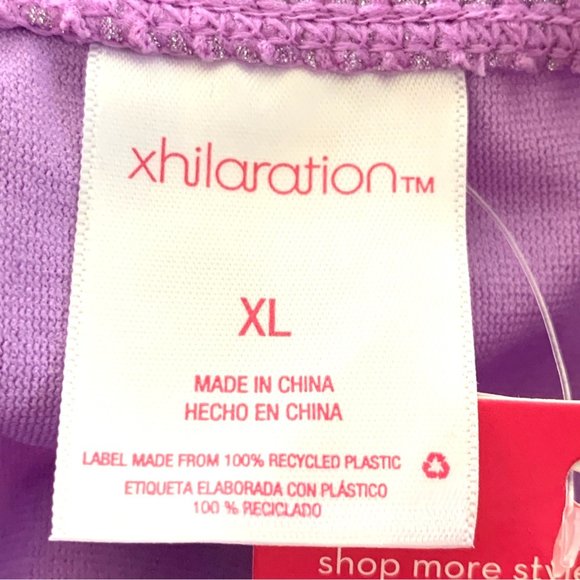 xhilaration™
XL
MADE IN CHINA
HECHO EN CHINA
LABEL MADE FROM 100% RECYCLED PLASTIC
ETIQUETA ELABORADA CON PLÁSTICO
100 % RECICLADO
shop more